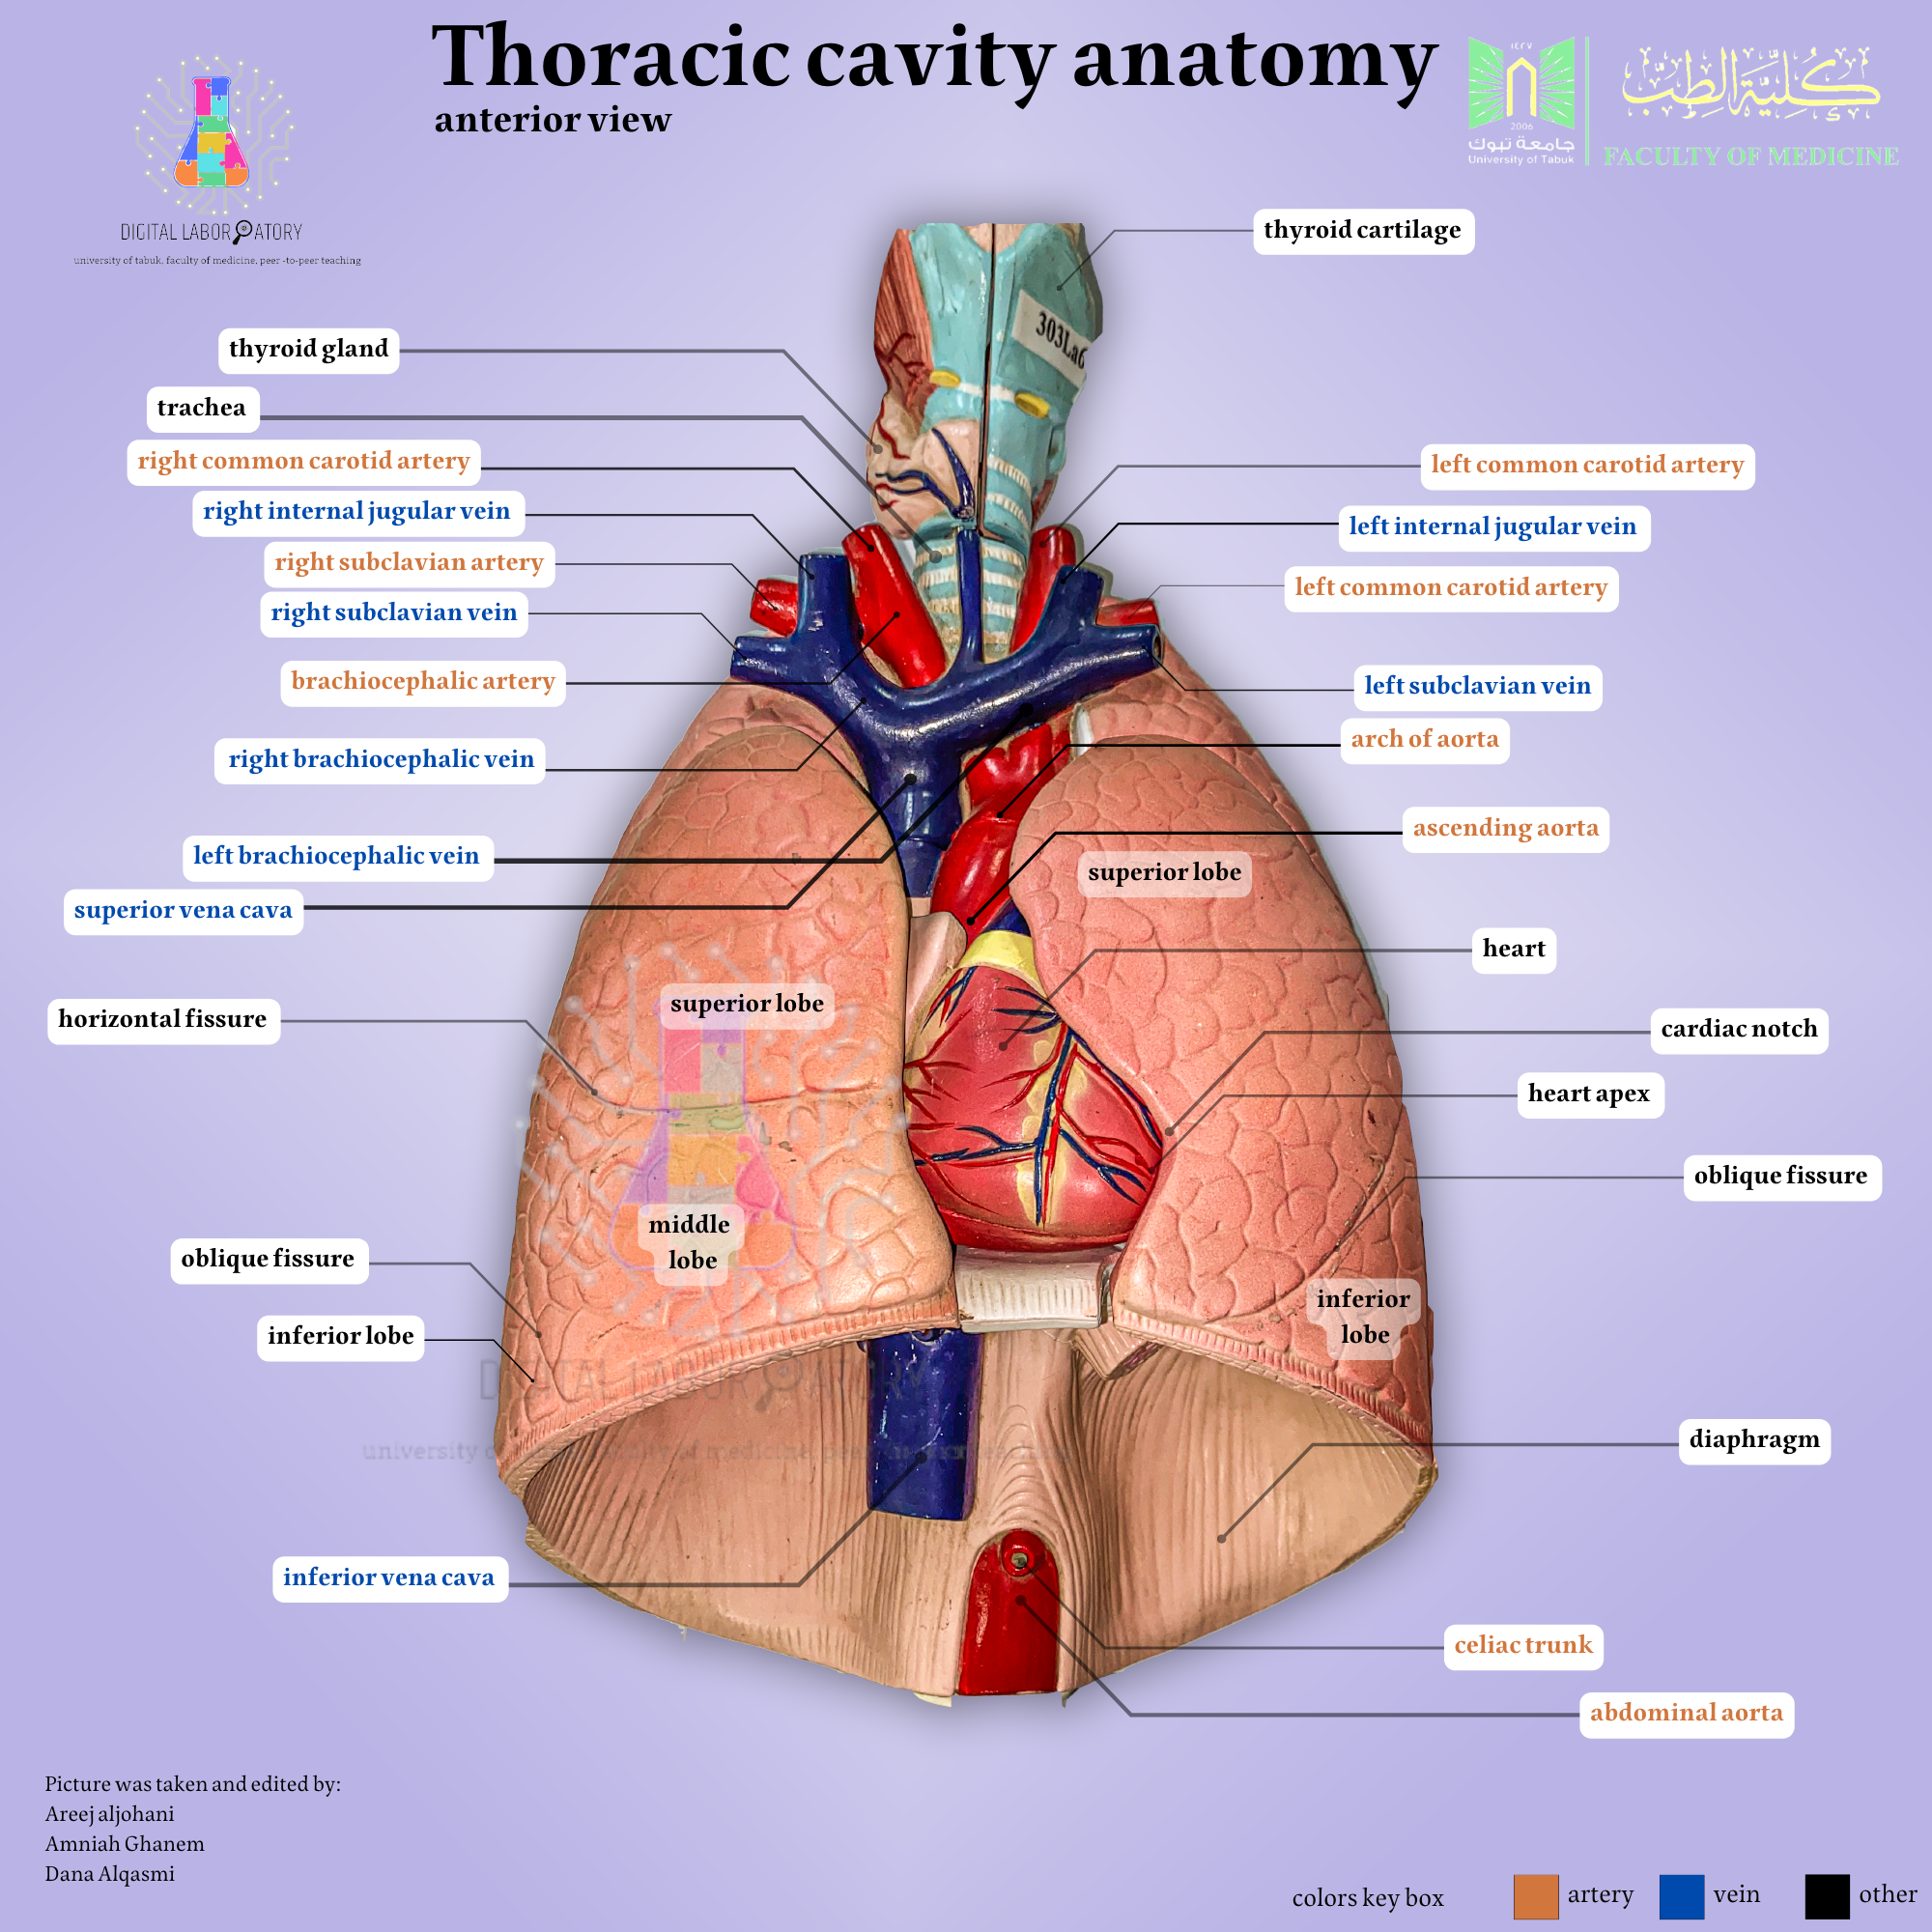 Thoracic cavity anatomy
anterior view
DIGITAL LABORATORY
university of tabuk, faculty of medicine, peer -to-peer teaching
١٤٢٧
2006
جامعة تبوك
University of Tabuk
كلية الطب
FACULTY OF MEDICINE
thyroid cartilage
303La6
thyroid gland
trachea
right common carotid artery
right internal jugular vein
right subclavian artery
right subclavian vein
brachiocephalic artery
right brachiocephalic vein
left brachiocephalic vein
superior vena cava
horizontal fissure
oblique fissure
inferior lobe
inferior vena cava
left common carotid artery
left internal jugular vein
left common carotid artery
left subclavian vein
arch of aorta
ascending aorta
superior lobe
heart
superior lobe
cardiac notch
heart apex
oblique fissure
middle
lobe
inferior
lobe
diaphragm
celiac trunk
abdominal aorta
DIGITAL LABORATORY
university of tabuk, faculty of medicine, peer -to-peer teaching
Picture was taken and edited by:
Areej aljohani
Amniah Ghanem
Dana Alqasmi
colors key box
artery
vein
other